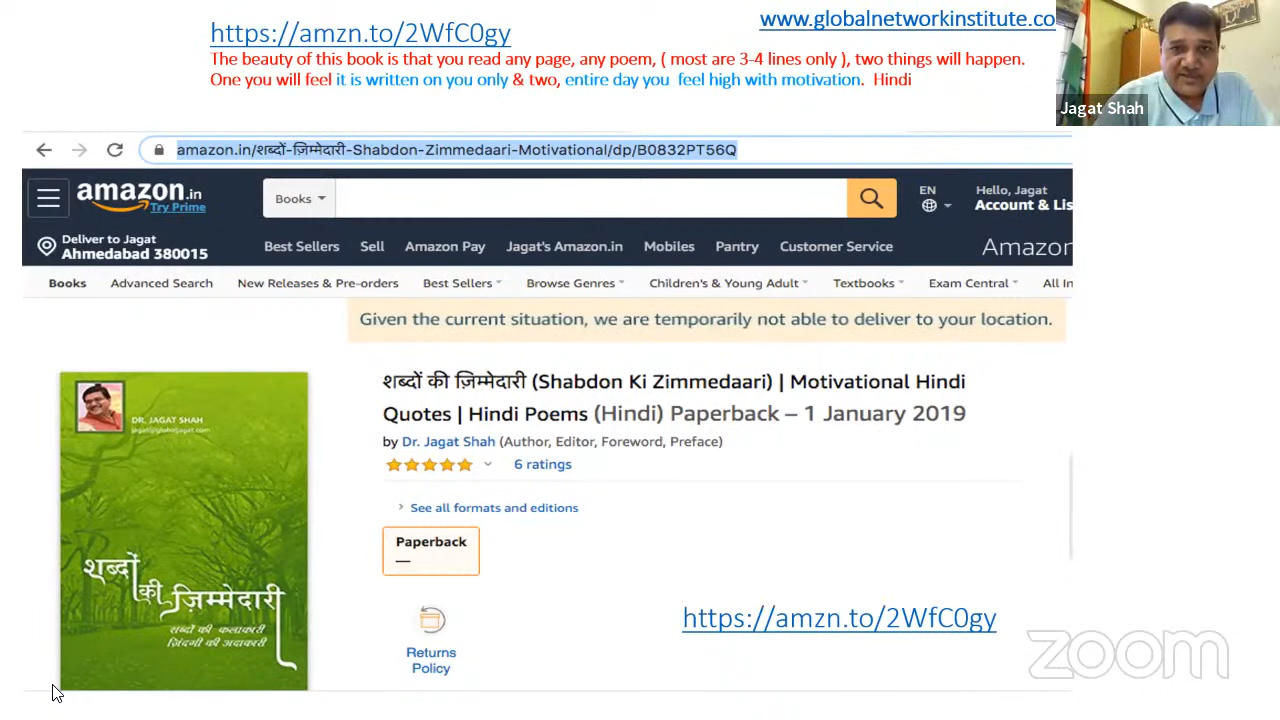 https://amzn.to/2WfC0gy
www.globalnetworkinstitute.co
The beauty of this book is that you read any page, any poem, ( most are 3-4 lines only ), two things will happen.
One you will feel it is written on you only & two, entire day you feel high with motivation. Hindi
Jagat Shah
amazon.in/शब्दों-ज़िम्मेदारी-Shabdon-Zimmedaari-Motivational/dp/B0832PT56Q
amazon.in
Try Prime
Books
EN
Hello, Jagat
Account & Lis
Deliver to Jagat
Ahmedabad 380015
Best Sellers Sell Amazon Pay Jagat's Amazon.in Mobiles Pantry Customer Service
Amazon
Books Advanced Search New Releases & Pre-orders Best Sellers Browse Genres Children's & Young Adult Textbooks Exam Central All In
Given the current situation, we are temporarily not able to deliver to your location.
DR. JAGAT SHAH
jagat@globaljagat.com
शब्दों
की ज़िम्मेदारी
शब्दों की कलाकारी
ज़िंदगी की अदाकारी
शब्दों की ज़िम्मेदारी (Shabdon Ki Zimmedaari) | Motivational Hindi
Quotes | Hindi Poems (Hindi) Paperback – 1 January 2019
by Dr. Jagat Shah (Author, Editor, Foreword, Preface)
6 ratings
See all formats and editions
Paperback
—
Returns
Policy
https://amzn.to/2WfC0gy
zoom